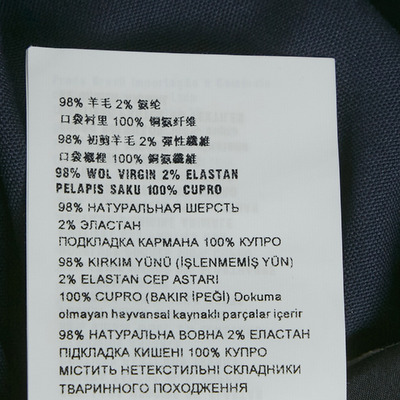 98% 羊毛 2% 氨纶
口袋衬里 100% 铜氨纤维
98% 初剪羊毛 2% 彈性纖維
口袋襯裡 100% 銅氨纖維
98% WOL VIRGIN 2% ELASTAN
PELAPIS SAKU 100% CUPRO
98% НАТУРАЛЬНАЯ ШЕРСТЬ
2% ЭЛАСТАН
ПОДКЛАДКА КАРМАНА 100% КУПРО
98% KIRKIM YÜNÜ (İŞLENMEMİŞ YÜN)
2% ELASTAN CEP ASTARI
100% CUPRO (BAKIR İPEĞİ) Dokuma
olmayan hayvansal kaynaklı parçalar içerir
98% НАТУРАЛЬНА ВОВНА 2% ЕЛАСТАН
ПІДКЛАДКА КИШЕНІ 100% КУПРО
МІСТИТЬ НЕТЕКСТИЛЬНІ СКЛАДНИКИ
ТВАРИННОГО ПОХОДЖЕННЯ